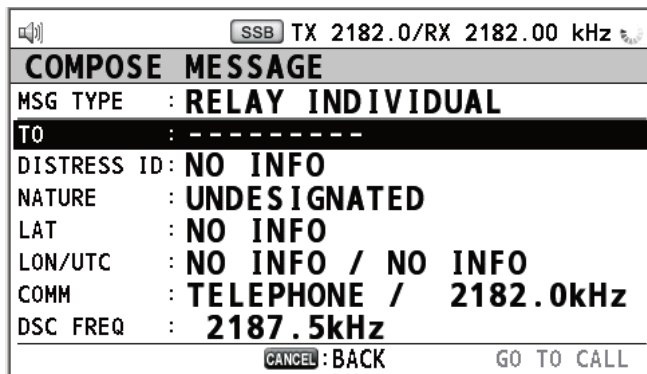 SSB TX 2182.0/RX 2182.00 kHz
COMPOSE MESSAGE
MSG TYPE : RELAY INDIVIDUAL
TO : ---------
DISTRESS ID: NO INFO
NATURE : UNDESIGNATED
LAT : NO INFO
LON/UTC : NO INFO / NO INFO
COMM : TELEPHONE / 2182.0kHz
DSC FREQ : 2187.5kHz
CANCEL : BACK GO TO CALL